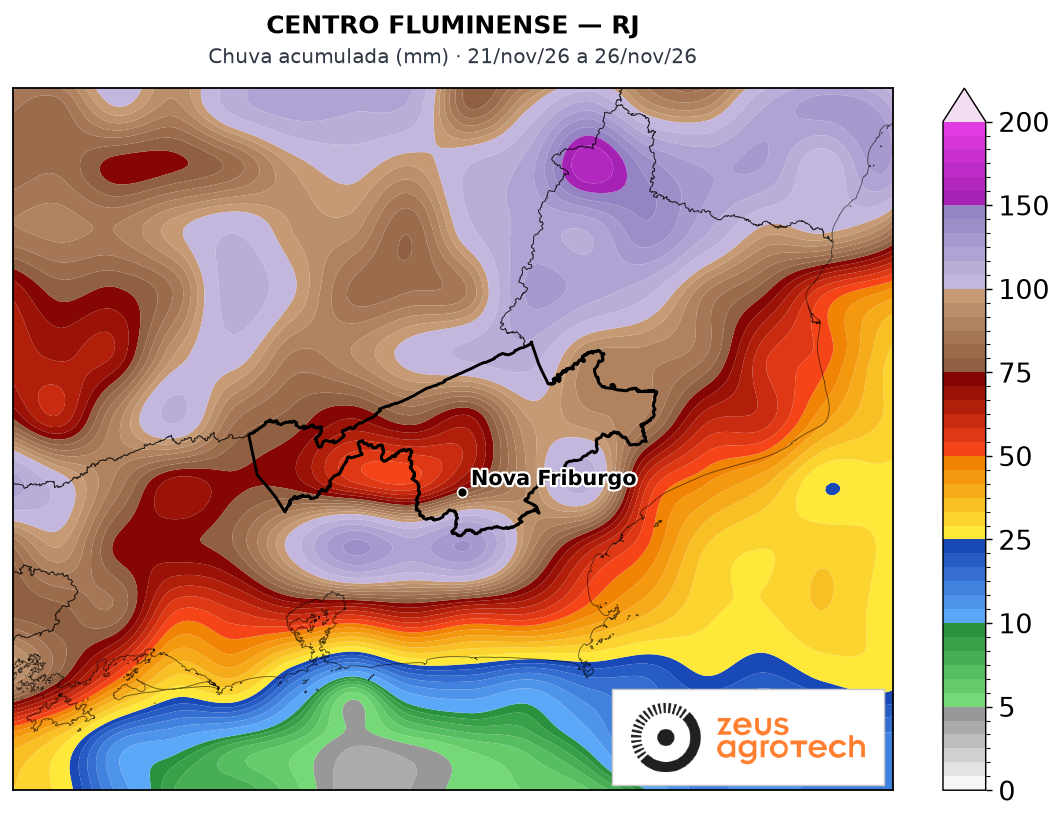 CENTRO FLUMINENSE — RJ
Chuva acumulada (mm) · 21/nov/26 a 26/nov/26
Nova Friburgo
200
150
100
75
50
25
10
5
0
zeus
agrotech